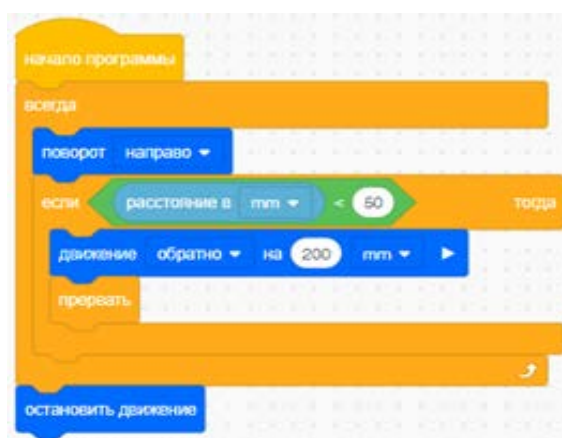 начало программы
всегда
поворот направо
если расстояние в mm < 50 тогда
движение обратно на 200 mm
прервать
остановить движение